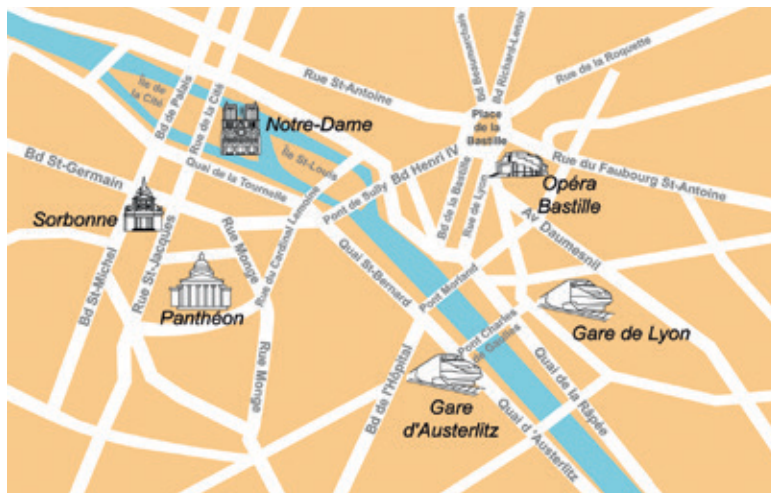 Bd Beaumarchais
Bd Richard-Lenoir
Rue de la Roquette
Île de
la Cité
Bd de Palais
Rue de la Cité
Rue St-Antoine
Place
de la
Bastille
Notre-Dame
Île St-Louis
Bd Henri IV
Rue du Faubourg St-Antoine
Bd St-Germain
Quai de la Tournelle
Opéra
Bastille
Sorbonne
Pont de Sully
Bd de la Bastille
Rue de Lyon
Rue du Cardinal Lemoine
Av Daumesnil
Rue Monge
Bd St-Michel
Rue St-Jacques
Quai St-Bernard
Pont Morland
Panthéon
Gare de Lyon
Pont Charles
de Gaulles
Rue Monge
Bd de l'Hôpital
Quai de la Râpée
Gare
d'Austerlitz
Quai d'Austerlitz